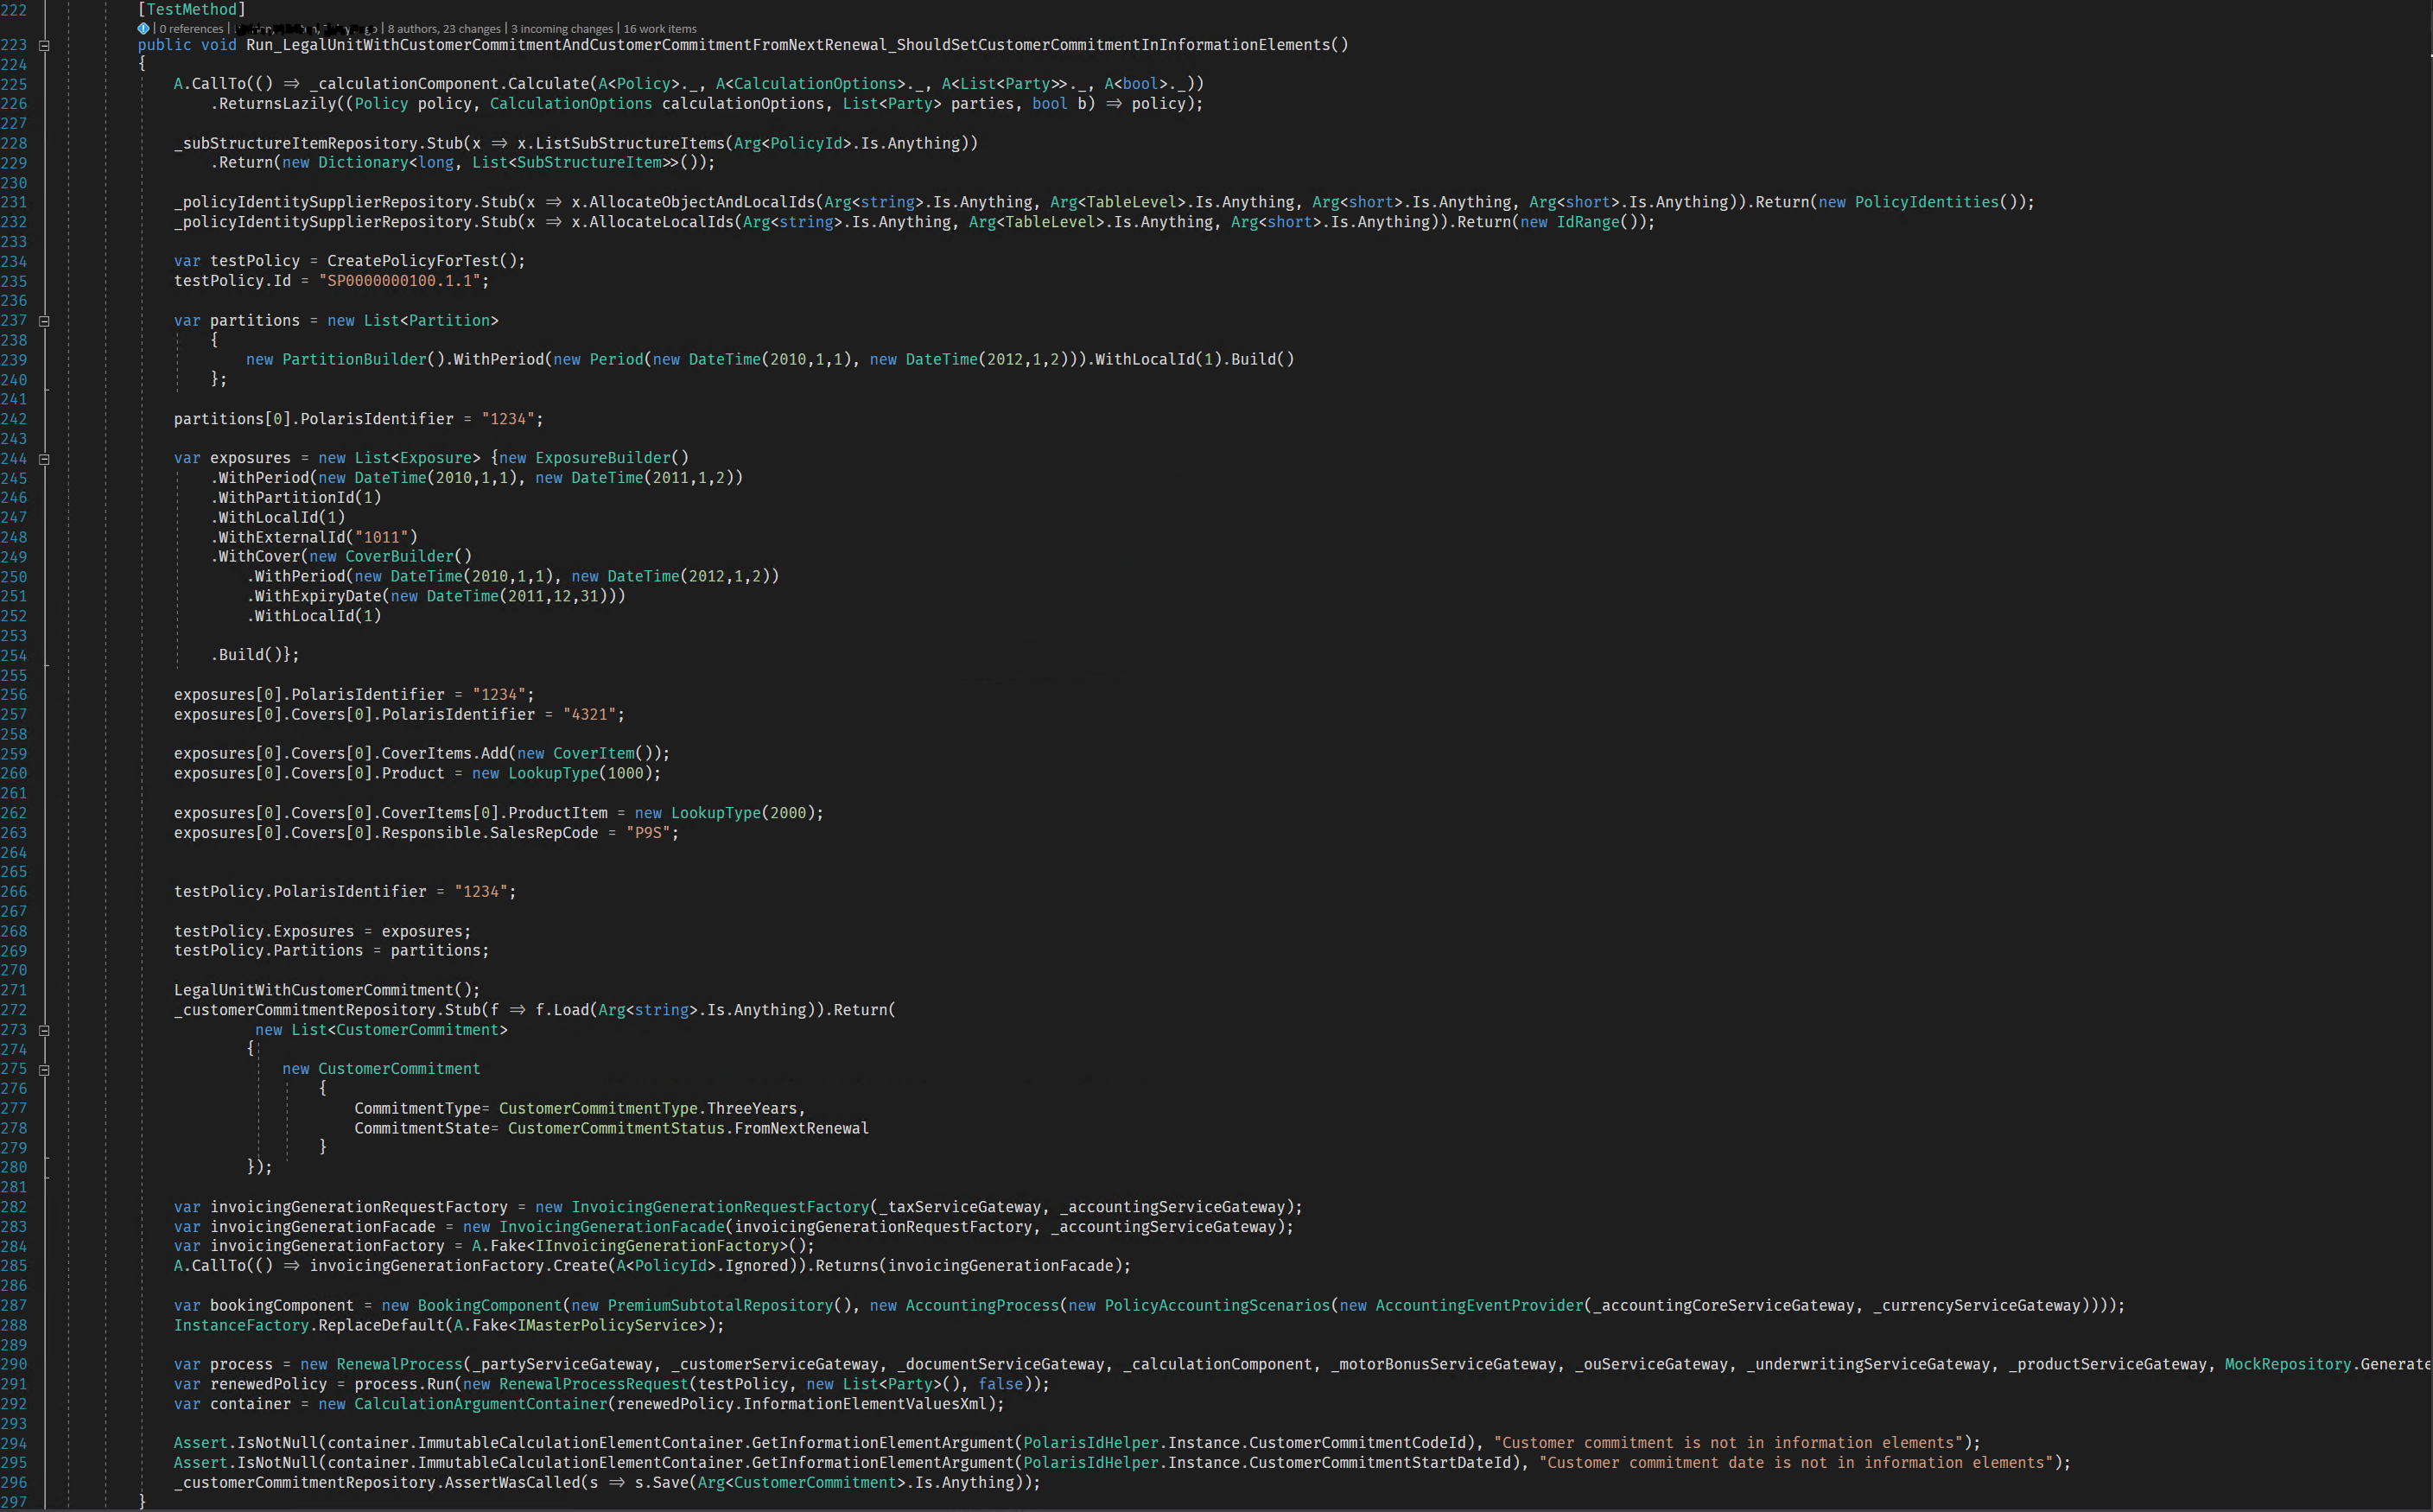 222 [TestMethod]
0 references | 8 authors, 23 changes | 3 incoming changes | 16 work items
223 public void Run_LegalUnitWithCustomerCommitmentAndCustomerCommitmentFromNextRenewal_ShouldSetCustomerCommitmentInInformationElements()
224 {
225 A.CallTo(() => _calculationComponent.Calculate(A<Policy>._, A<CalculationOptions>._, A<List<Party>>._, A<bool>._))
226 .ReturnsLazily((Policy policy, CalculationOptions calculationOptions, List<Party> parties, bool b) => policy);
227
228 _subStructureItemRepository.Stub(x => x.ListSubStructureItems(Arg<PolicyId>.Is.Anything))
229 .Return(new Dictionary<long, List<SubStructureItem>>());
230
231 _policyIdentitySupplierRepository.Stub(x => x.AllocateObjectAndLocalIds(Arg<string>.Is.Anything, Arg<TableLevel>.Is.Anything, Arg<short>.Is.Anything, Arg<short>.Is.Anything)).Return(new PolicyIdentities());
232 _policyIdentitySupplierRepository.Stub(x => x.AllocateLocalIds(Arg<string>.Is.Anything, Arg<TableLevel>.Is.Anything, Arg<short>.Is.Anything)).Return(new IdRange());
233
234 var testPolicy = CreatePolicyForTest();
235 testPolicy.Id = "SP0000000100.1.1";
236
237 var partitions = new List<Partition>
238 {
239 new PartitionBuilder().WithPeriod(new Period(new DateTime(2010,1,1), new DateTime(2012,1,2))).WithLocalId(1).Build()
240 };
241
242 partitions[0].PolarisIdentifier = "1234";
243
244 var exposures = new List<Exposure> {new ExposureBuilder()
245 .WithPeriod(new DateTime(2010,1,1), new DateTime(2011,1,2))
246 .WithPartitionId(1)
247 .WithLocalId(1)
248 .WithExternalId("1011")
249 .WithCover(new CoverBuilder()
250 .WithPeriod(new DateTime(2010,1,1), new DateTime(2012,1,2))
251 .WithExpiryDate(new DateTime(2011,12,31)))
252 .WithLocalId(1)
253
254 .Build()};
255
256 exposures[0].PolarisIdentifier = "1234";
257 exposures[0].Covers[0].PolarisIdentifier = "4321";
258
259 exposures[0].Covers[0].CoverItems.Add(new CoverItem());
260 exposures[0].Covers[0].Product = new LookupType(1000);
261
262 exposures[0].Covers[0].CoverItems[0].ProductItem = new LookupType(2000);
263 exposures[0].Covers[0].Responsible.SalesRepCode = "P9S";
264
265
266 testPolicy.PolarisIdentifier = "1234";
267
268 testPolicy.Exposures = exposures;
269 testPolicy.Partitions = partitions;
270
271 LegalUnitWithCustomerCommitment();
272 _customerCommitmentRepository.Stub(f => f.Load(Arg<string>.Is.Anything)).Return(
273 new List<CustomerCommitment>
274 {
275 new CustomerCommitment
276 {
277 CommitmentType= CustomerCommitmentType.ThreeYears,
278 CommitmentState= CustomerCommitmentStatus.FromNextRenewal
279 }
280 });
281
282 var invoicingGenerationRequestFactory = new InvoicingGenerationRequestFactory(_taxServiceGateway, _accountingServiceGateway);
283 var invoicingGenerationFacade = new InvoicingGenerationFacade(invoicingGenerationRequestFactory, _accountingServiceGateway);
284 var invoicingGenerationFactory = A.Fake<IInvoicingGenerationFactory>();
285 A.CallTo(() => invoicingGenerationFactory.Create(A<PolicyId>.Ignored)).Returns(invoicingGenerationFacade);
286
287 var bookingComponent = new BookingComponent(new PremiumSubtotalRepository(), new AccountingProcess(new PolicyAccountingScenarios(new AccountingEventProvider(_accountingCoreServiceGateway, _currencyServiceGateway))));
288 InstanceFactory.ReplaceDefault(A.Fake<IMasterPolicyService>);
289
290 var process = new RenewalProcess(_partyServiceGateway, _customerServiceGateway, _documentServiceGateway, _calculationComponent, _motorBonusServiceGateway, _ouServiceGateway, _underwritingServiceGateway, _productServiceGateway, MockRepository.Generate
291 var renewedPolicy = process.Run(new RenewalProcessRequest(testPolicy, new List<Party>(), false));
292 var container = new CalculationArgumentContainer(renewedPolicy.InformationElementValuesXml);
293
294 Assert.IsNotNull(container.ImmutableCalculationElementContainer.GetInformationElementArgument(PolarisIdHelper.Instance.CustomerCommitmentCodeId), "Customer commitment is not in information elements");
295 Assert.IsNotNull(container.ImmutableCalculationElementContainer.GetInformationElementArgument(PolarisIdHelper.Instance.CustomerCommitmentStartDateId), "Customer commitment date is not in information elements");
296 _customerCommitmentRepository.AssertWasCalled(s => s.Save(Arg<CustomerCommitment>.Is.Anything));
297 }